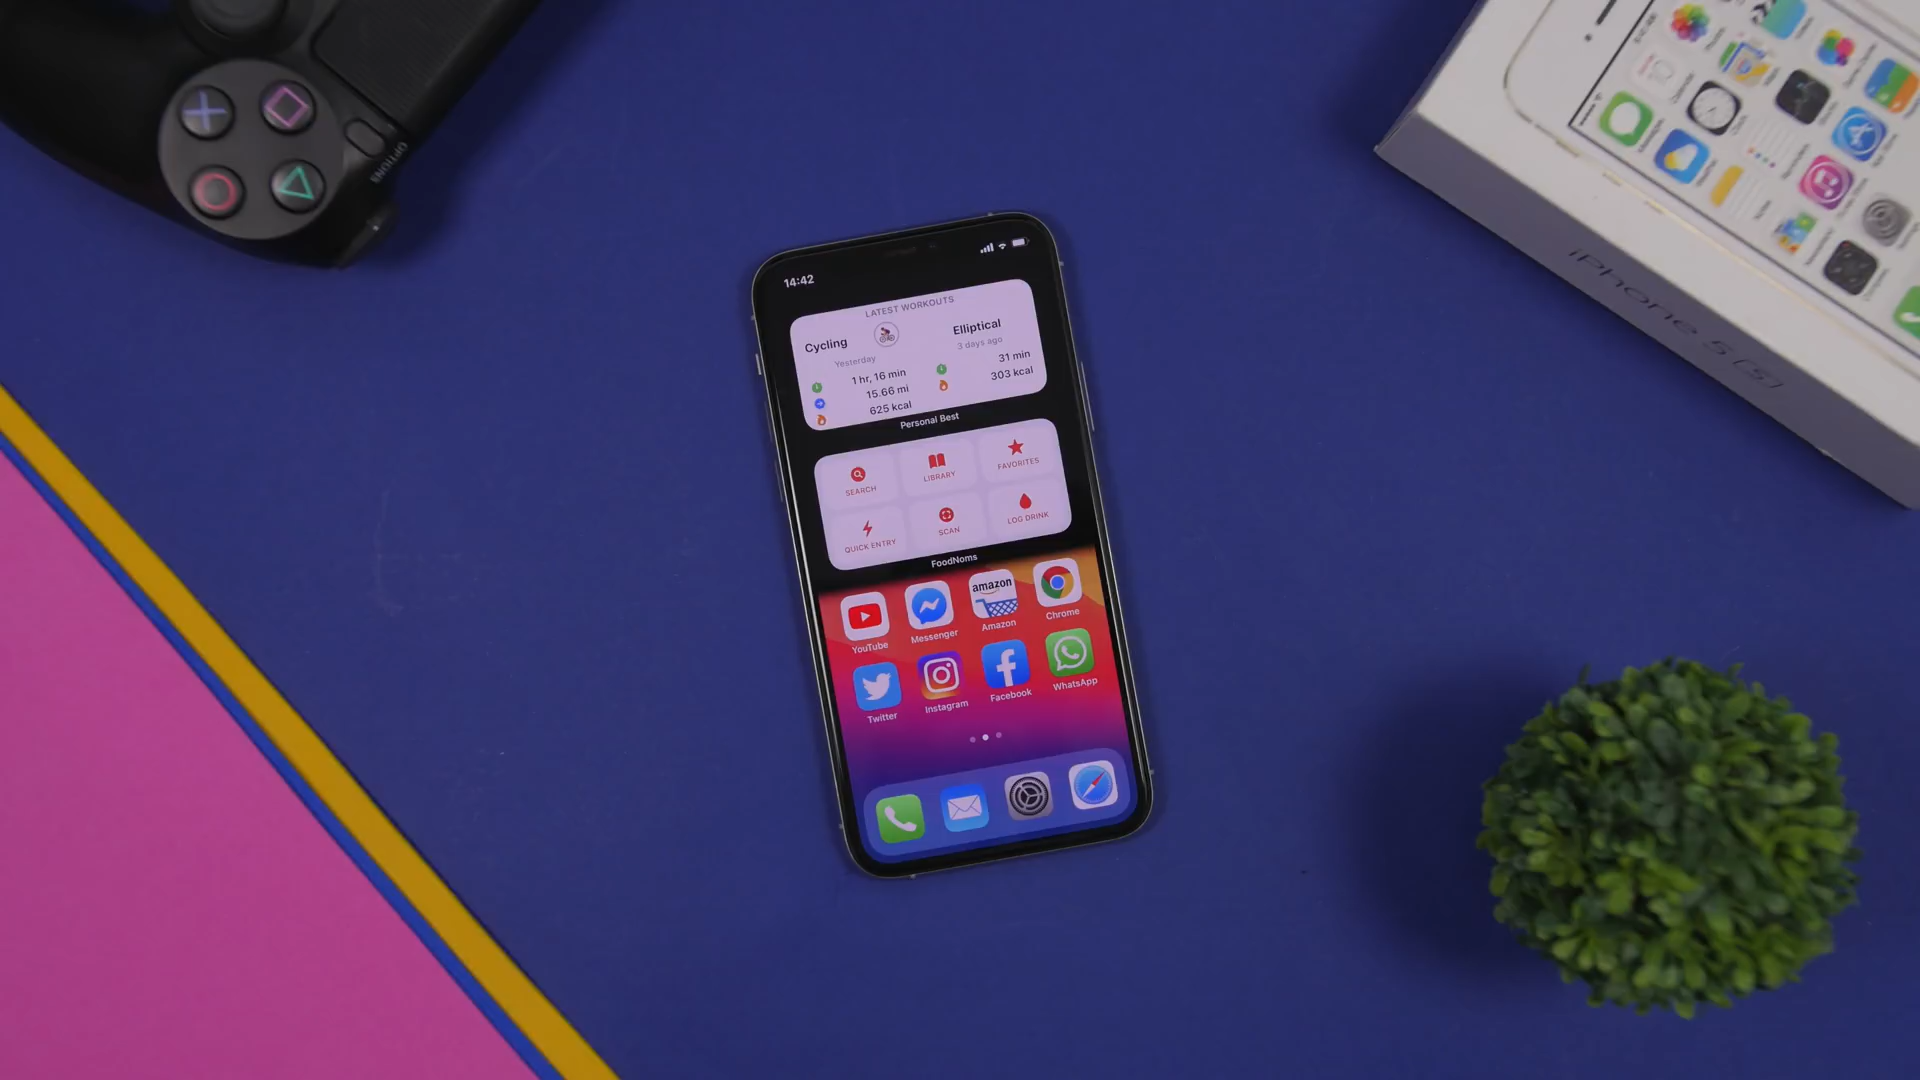 OPTIONS
iPhone 5s
14:42
LATEST WORKOUTS
Cycling
Yesterday
1 hr, 16 min
15.66 mi
625 kcal
Elliptical
3 days ago
31 min
303 kcal
Personal Best
SEARCH
LIBRARY
FAVORITES
QUICK ENTRY
SCAN
LOG DRINK
FoodNoms
amazon
YouTube
Messenger
Amazon
Chrome
Twitter
Instagram
Facebook
WhatsApp